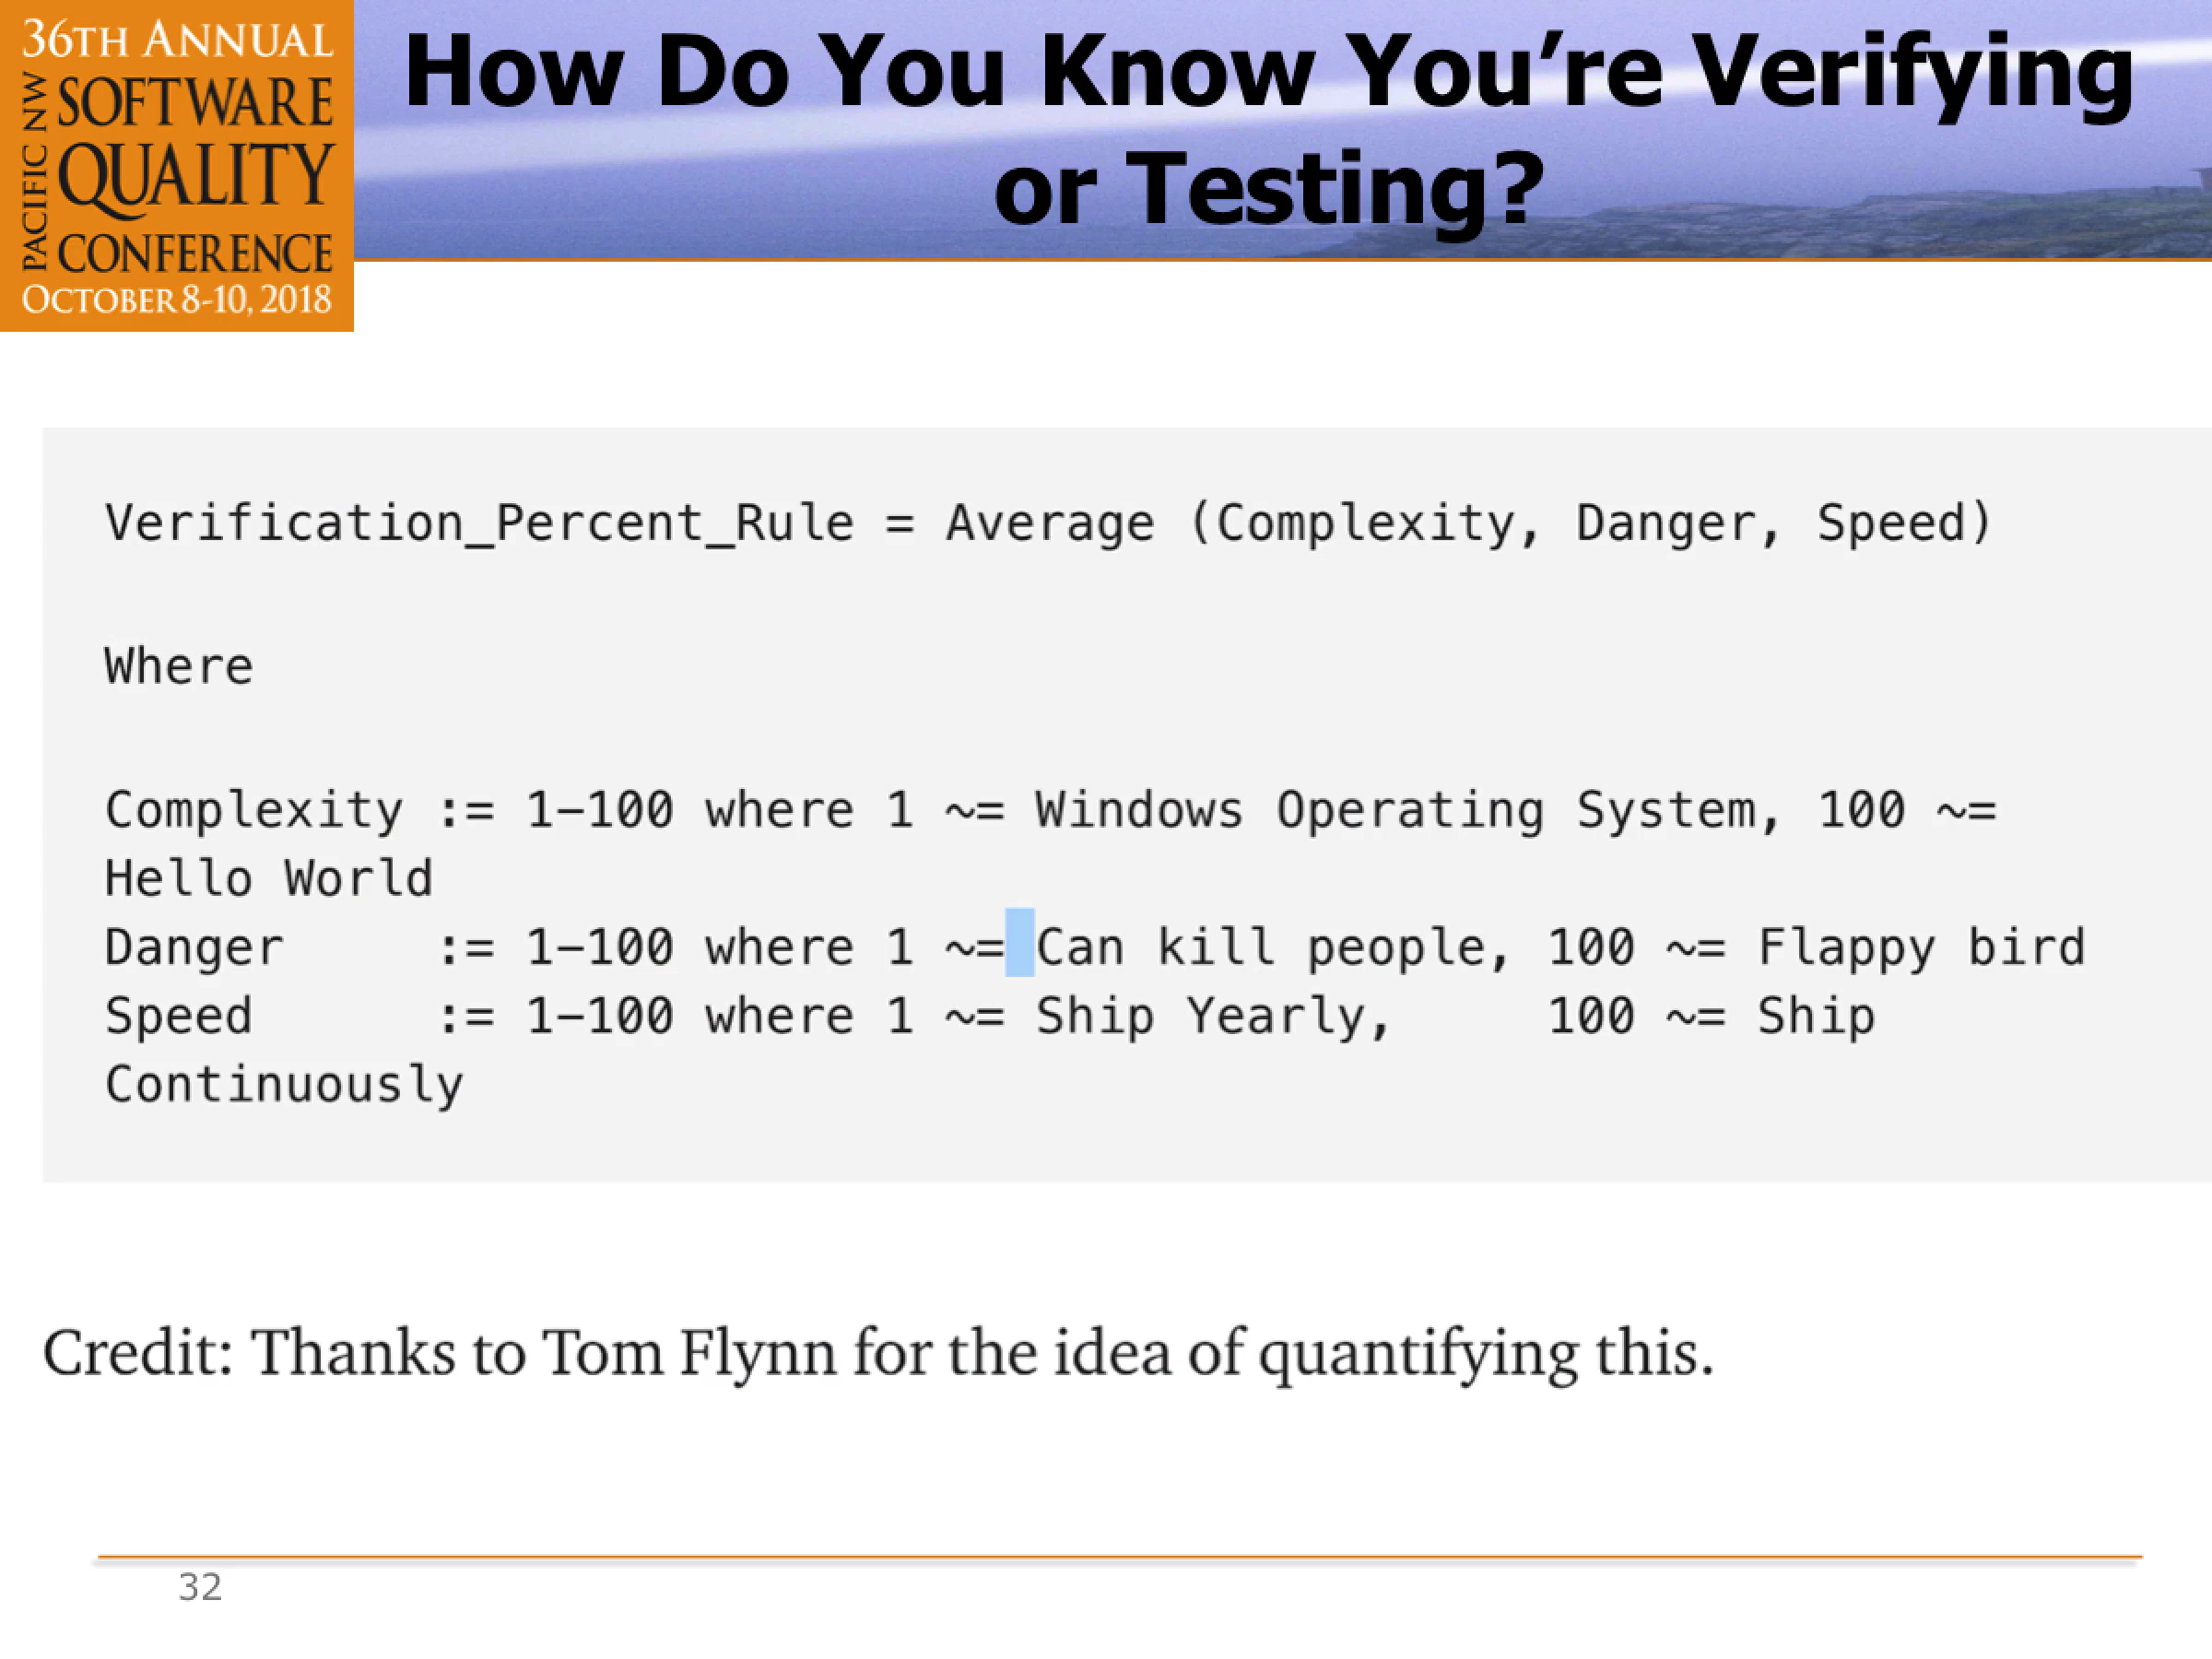 36TH ANNUAL
PACIFIC NW
SOFTWARE
QUALITY
CONFERENCE
OCTOBER 8-10, 2018
How Do You Know You’re Verifying
or Testing?
Verification_Percent_Rule = Average (Complexity, Danger, Speed)
Where
Complexity := 1–100 where 1 ~= Windows Operating System, 100 ~=
Hello World
Danger     := 1–100 where 1 ~= Can kill people, 100 ~= Flappy bird
Speed      := 1–100 where 1 ~= Ship Yearly,     100 ~= Ship
Continuously
Credit: Thanks to Tom Flynn for the idea of quantifying this.
32